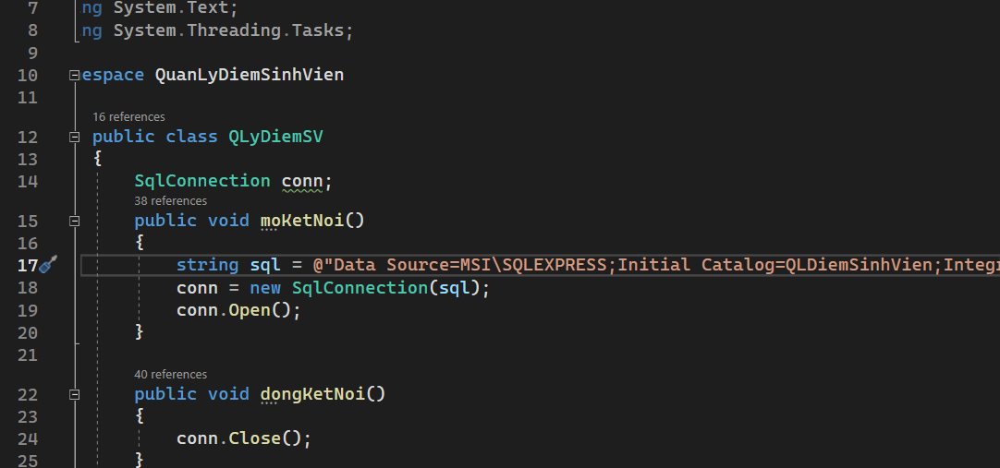 7 ng System.Text;
8 ng System.Threading.Tasks;
9
10 espace QuanLyDiemSinhVien
11
16 references
12 public class QLyDiemSV
13 {
14 SqlConnection conn;
38 references
15 public void moKetNoi()
16 {
17 string sql = @"Data Source=MSI\SQLEXPRESS;Initial Catalog=QLDiemSinhVien;Integr
18 conn = new SqlConnection(sql);
19 conn.Open();
20 }
21
40 references
22 public void dongKetNoi()
23 {
24 conn.Close();
25 }